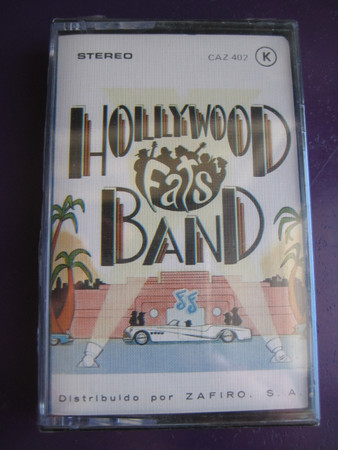 STEREO
CAZ-402 K
HOLLYWOOD
Fats
BAND
Distribuido por ZAFIRO. S. A.